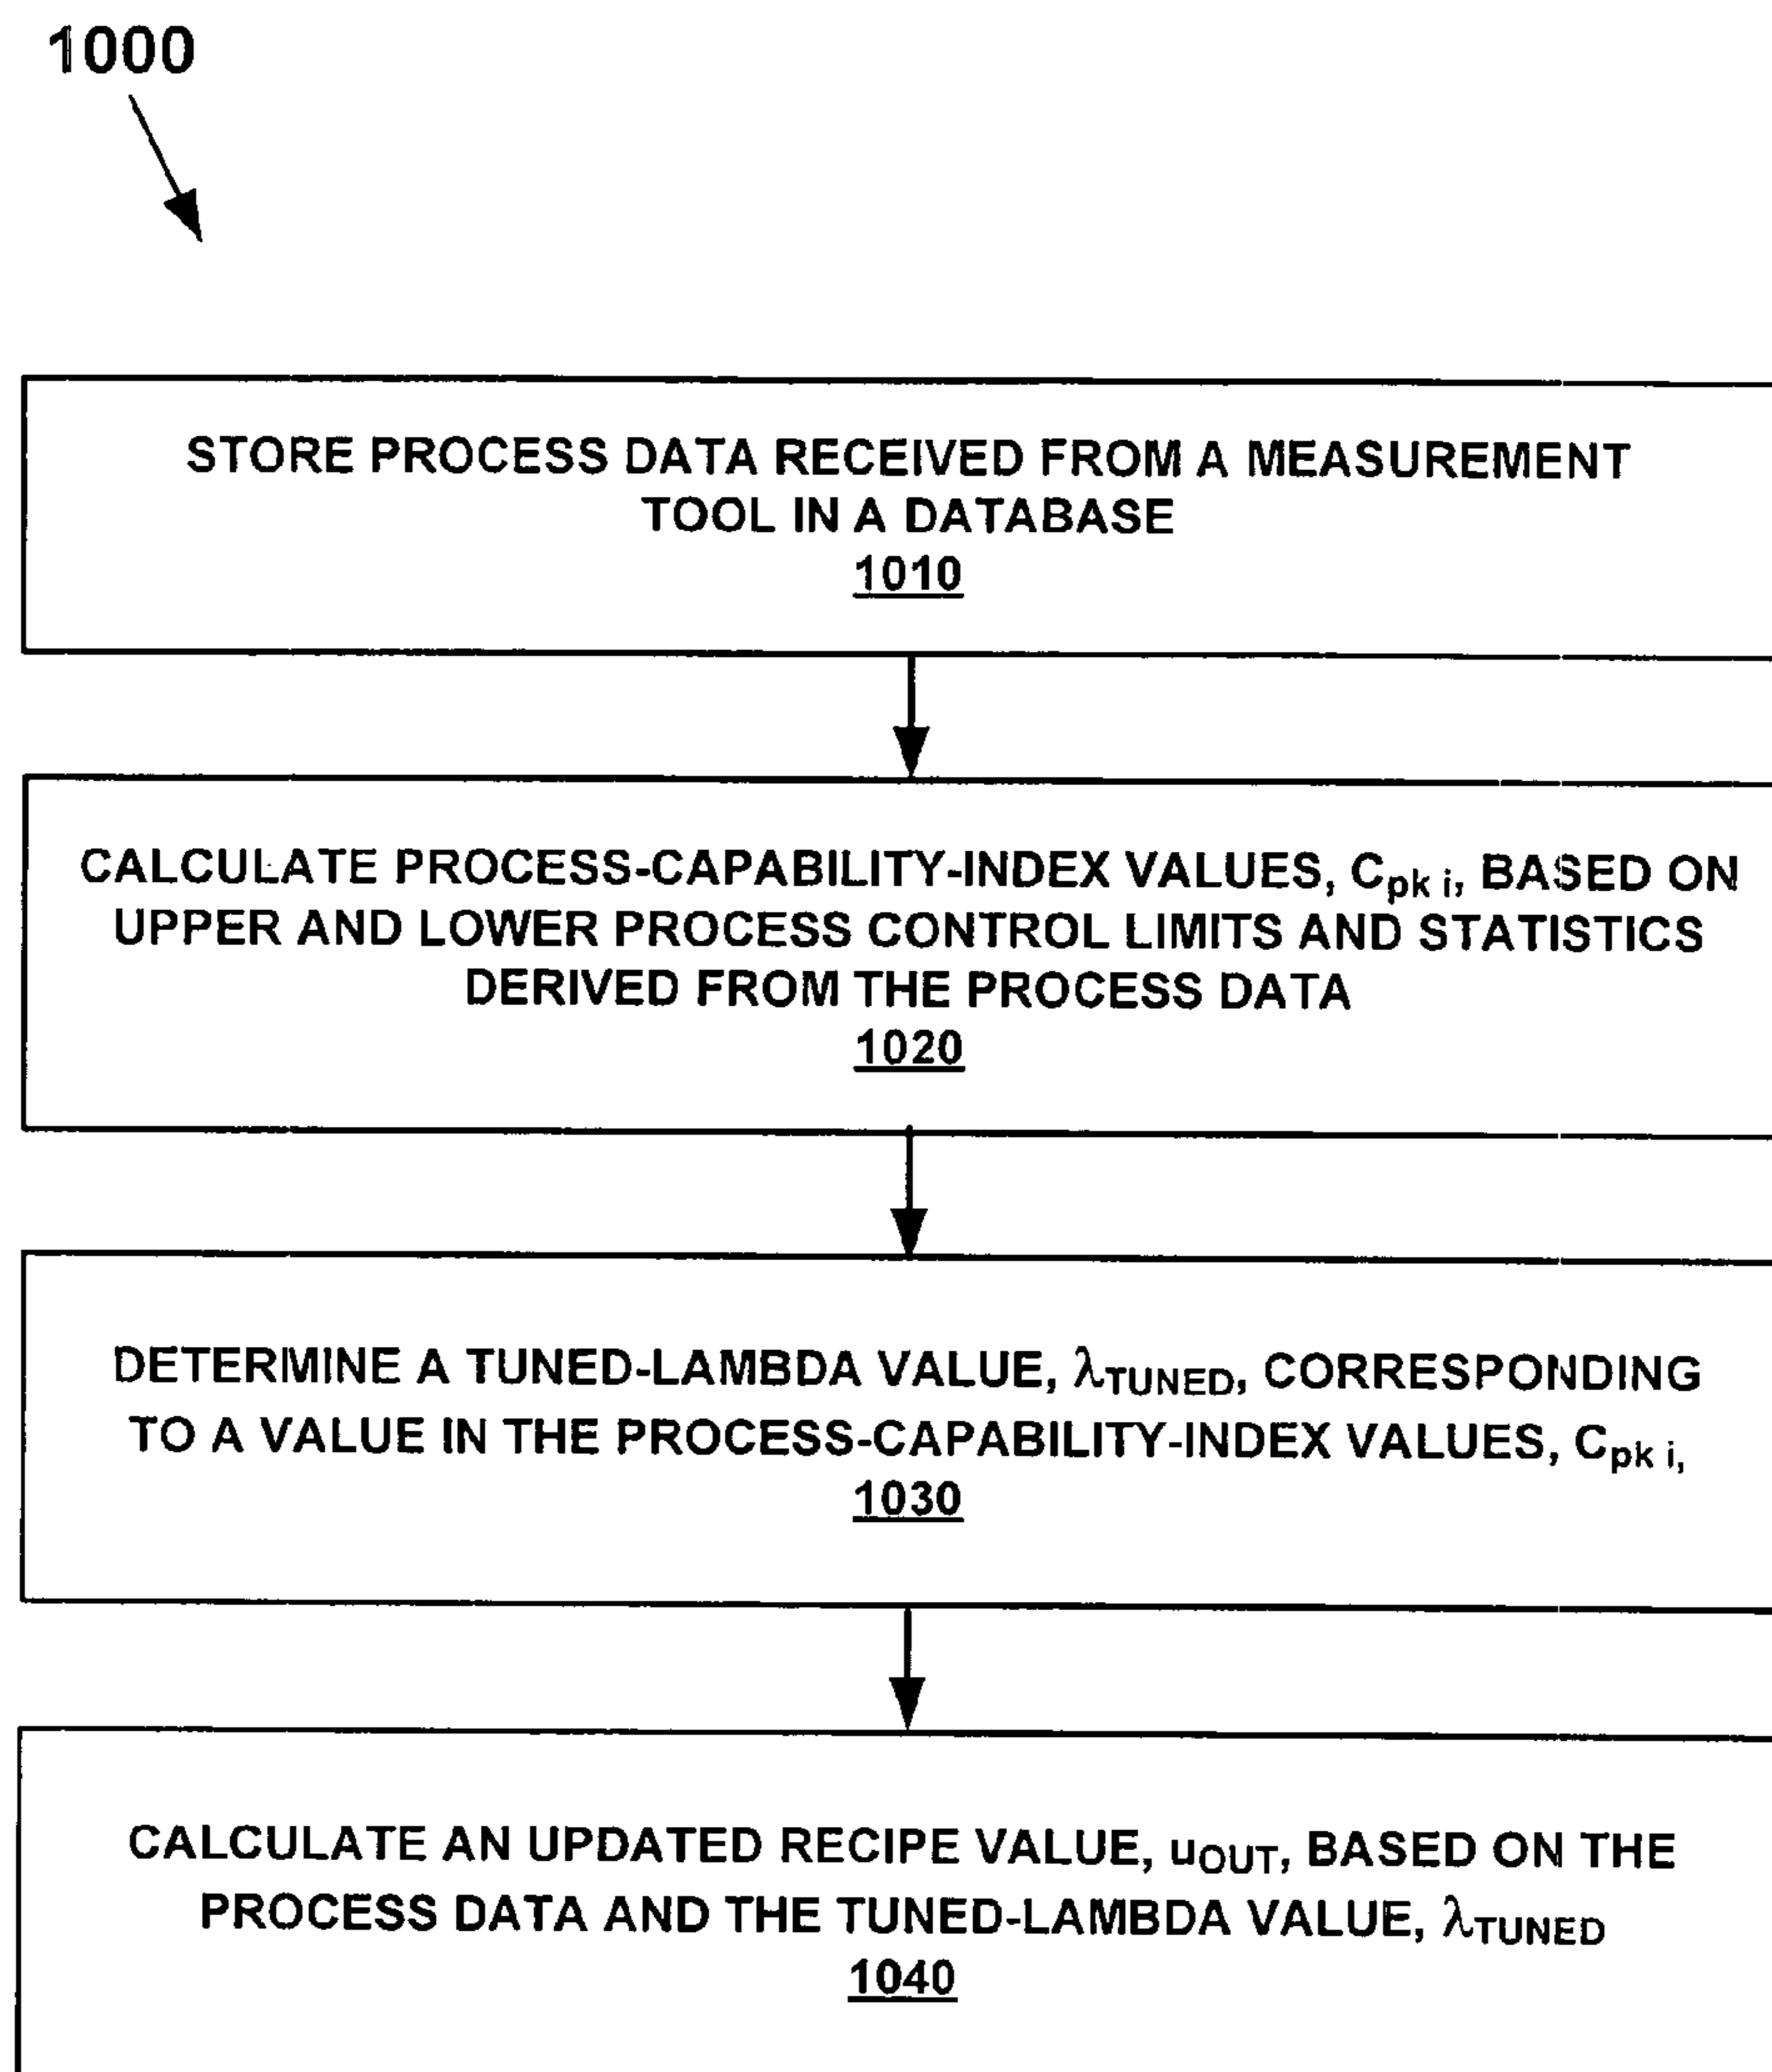 1000
STORE PROCESS DATA RECEIVED FROM A MEASUREMENT
TOOL IN A DATABASE
1010
CALCULATE PROCESS-CAPABILITY-INDEX VALUES, Cpk i, BASED ON
UPPER AND LOWER PROCESS CONTROL LIMITS AND STATISTICS
DERIVED FROM THE PROCESS DATA
1020
DETERMINE A TUNED-LAMBDA VALUE, λTUNED, CORRESPONDING
TO A VALUE IN THE PROCESS-CAPABILITY-INDEX VALUES, Cpk i,
1030
CALCULATE AN UPDATED RECIPE VALUE, uOUT, BASED ON THE
PROCESS DATA AND THE TUNED-LAMBDA VALUE, λTUNED
1040